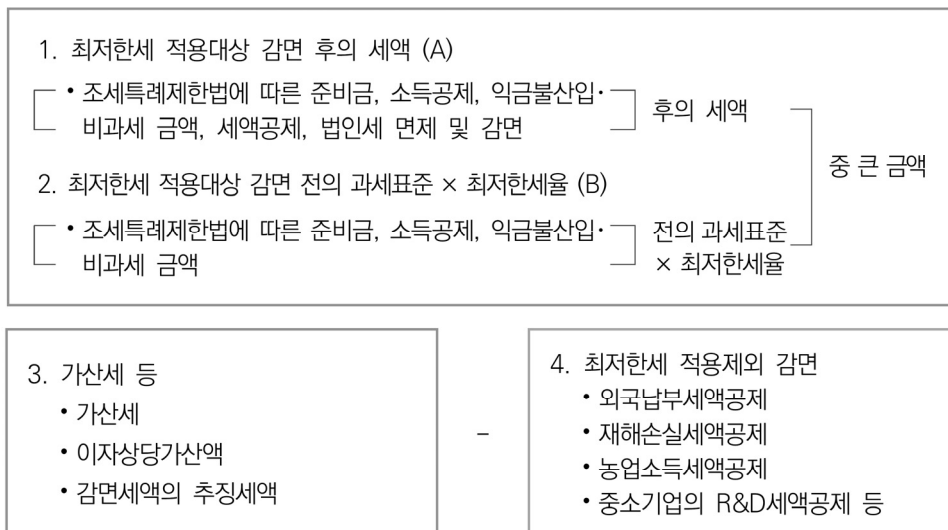 1. 최저한세 적용대상 감면 후의 세액 (A)
• 조세특례제한법에 따른 준비금, 소득공제, 익금불산입·
비과세 금액, 세액공제, 법인세 면제 및 감면
후의 세액
2. 최저한세 적용대상 감면 전의 과세표준 × 최저한세율 (B)
• 조세특례제한법에 따른 준비금, 소득공제, 익금불산입·
비과세 금액
전의 과세표준
× 최저한세율
중 큰 금액
3. 가산세 등
• 가산세
• 이자상당가산액
• 감면세액의 추징세액
－
4. 최저한세 적용제외 감면
• 외국납부세액공제
• 재해손실세액공제
• 농업소득세액공제
• 중소기업의 R&D세액공제 등